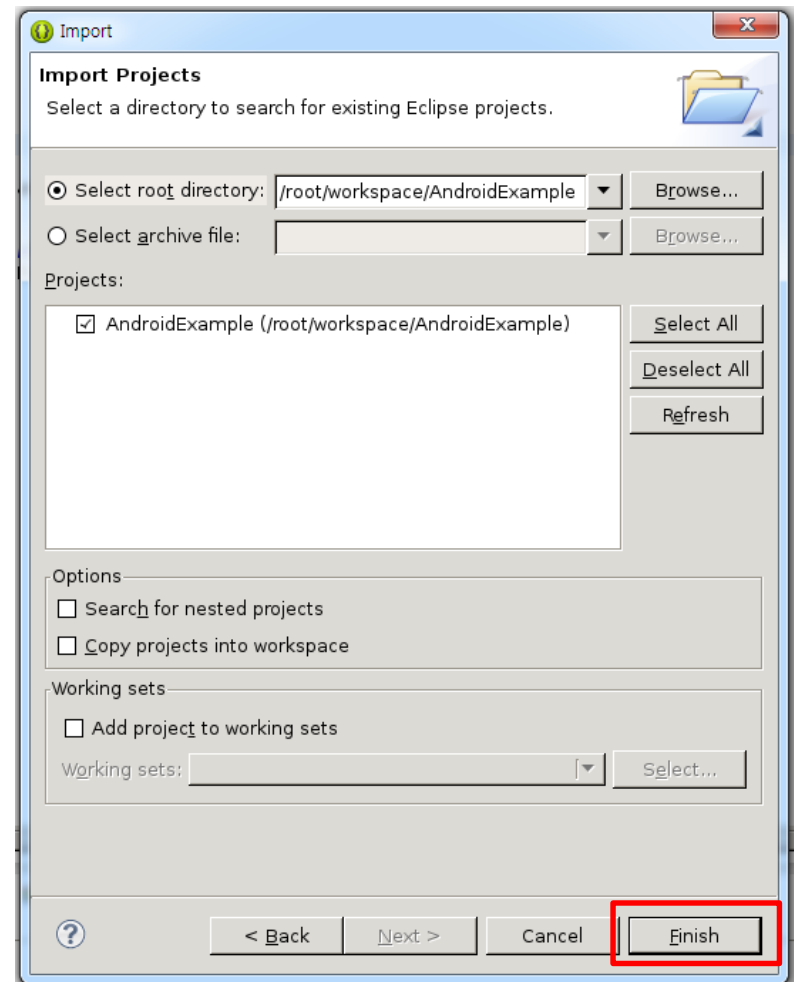 Import
Import Projects
Select a directory to search for existing Eclipse projects.
Select root directory: /root/workspace/AndroidExample Browse...
Select archive file: Browse...
Projects:
AndroidExample (/root/workspace/AndroidExample) Select All
Deselect All
Refresh
Options
Search for nested projects
Copy projects into workspace
Working sets
Add project to working sets
Working sets: Select...
? < Back Next > Cancel Finish